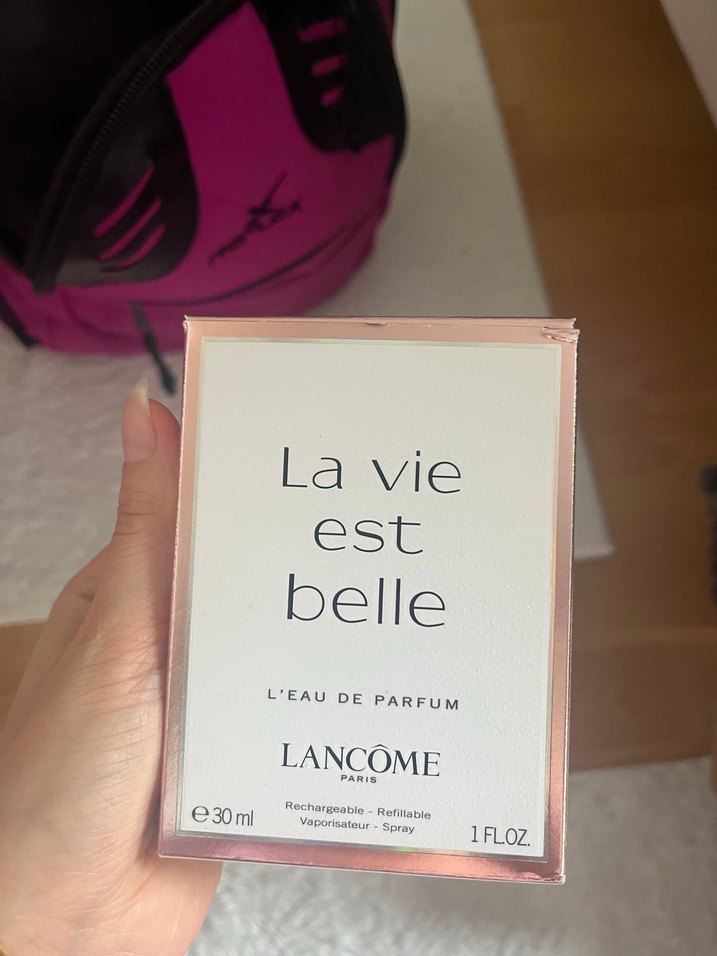 La vie
est
belle
L'EAU DE PARFUM
LANCÔME
PARIS
Rechargeable - Refillable
Vaporisateur - Spray
℮ 30 ml
1 FL.OZ.